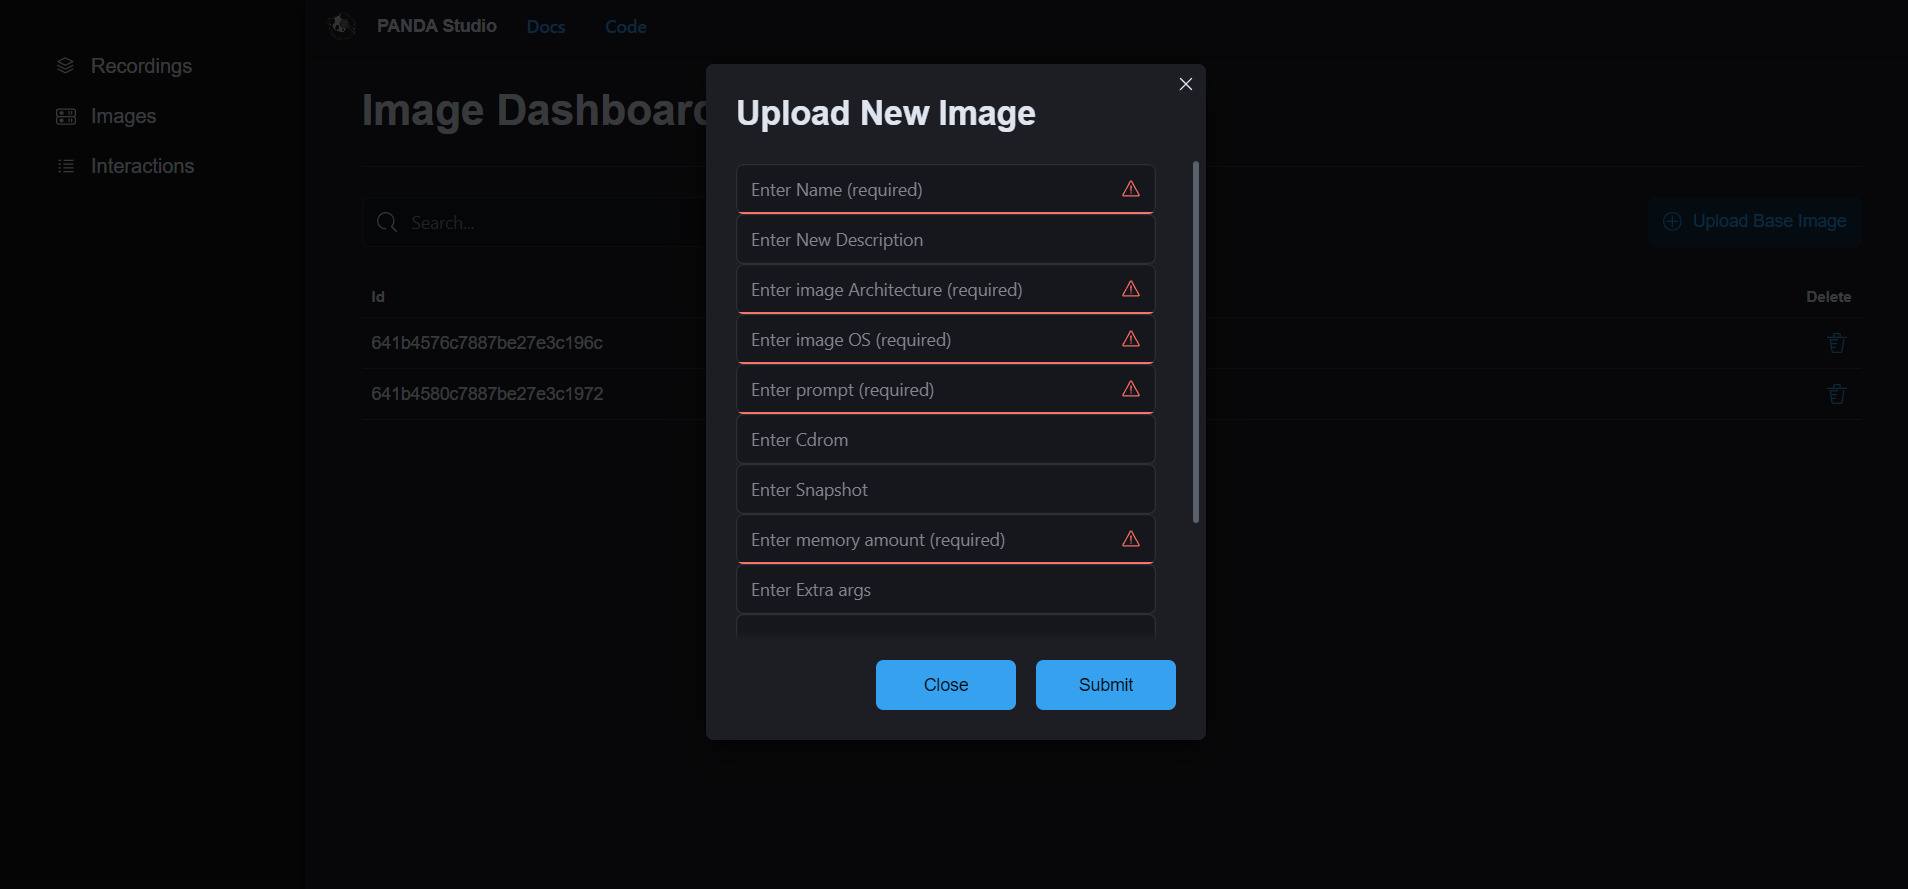 PANDA Studio Docs Code
Recordings
Images
Interactions
Image Dashboard
Search...
Upload Base Image
Id Delete
641b4576c7887be27e3c196c
641b4580c7887be27e3c1972
Upload New Image
Enter Name (required)
Enter New Description
Enter image Architecture (required)
Enter image OS (required)
Enter prompt (required)
Enter Cdrom
Enter Snapshot
Enter memory amount (required)
Enter Extra args
Close Submit